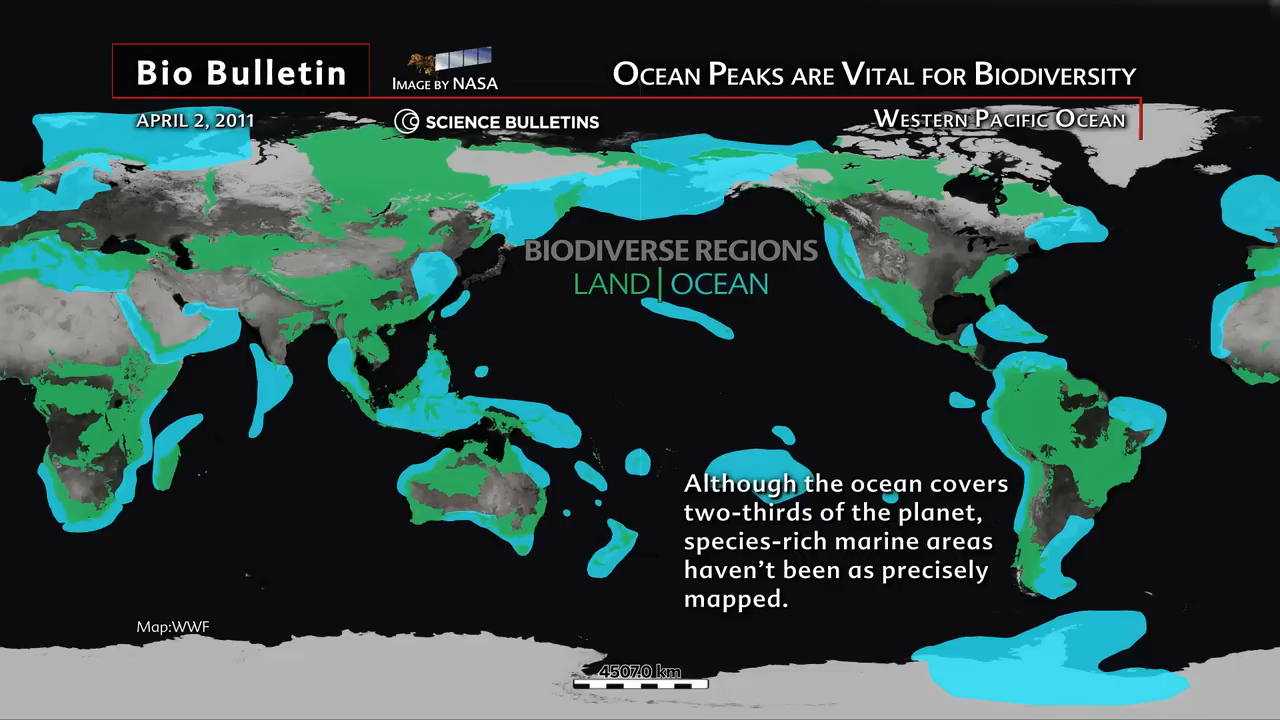 Bio Bulletin
IMAGE BY NASA
OCEAN PEAKS ARE VITAL FOR BIODIVERSITY
APRIL 2, 2011
SCIENCE BULLETINS
WESTERN PACIFIC OCEAN
BIODIVERSE REGIONS
LAND | OCEAN
Although the ocean covers
two-thirds of the planet,
species-rich marine areas
haven't been as precisely
mapped.
Map:WWF
4507.0 km